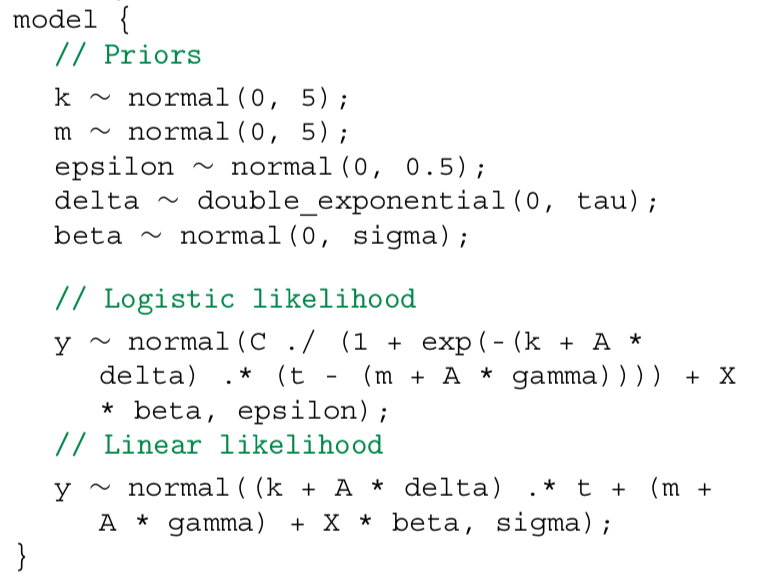 model {
// Priors
k ∼ normal(0, 5);
m ∼ normal(0, 5);
epsilon ∼ normal(0, 0.5);
delta ∼ double_exponential(0, tau);
beta ∼ normal(0, sigma);
// Logistic likelihood
y ∼ normal(C ./ (1 + exp(-(k + A *
delta) .* (t - (m + A * gamma)))) + X
* beta, epsilon);
// Linear likelihood
y ∼ normal((k + A * delta) .* t + (m +
A * gamma) + X * beta, sigma);
}